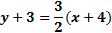 y + 3 = 3/2 (x + 4)